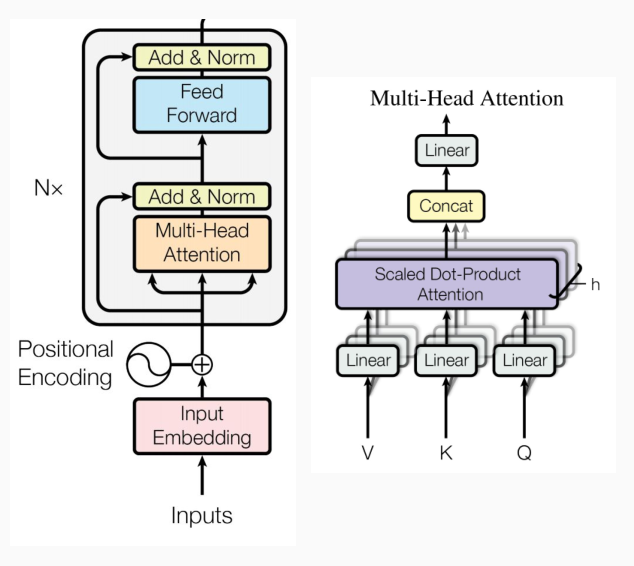 Add & Norm
Feed
Forward
Nx
Add & Norm
Multi-Head
Attention
Positional
Encoding
Input
Embedding
Inputs
Multi-Head Attention
Linear
Concat
Scaled Dot-Product
Attention
h
Linear
Linear
Linear
V
K
Q